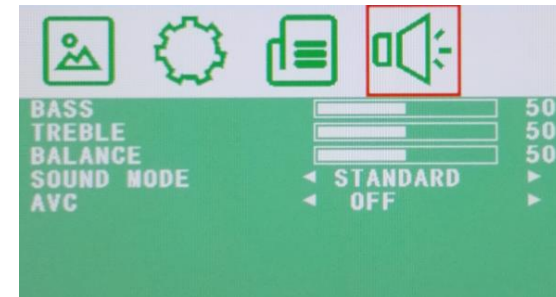 BASS 50
TREBLE 50
BALANCE 50
SOUND MODE ◄ STANDARD ►
AVC ◄ OFF ►